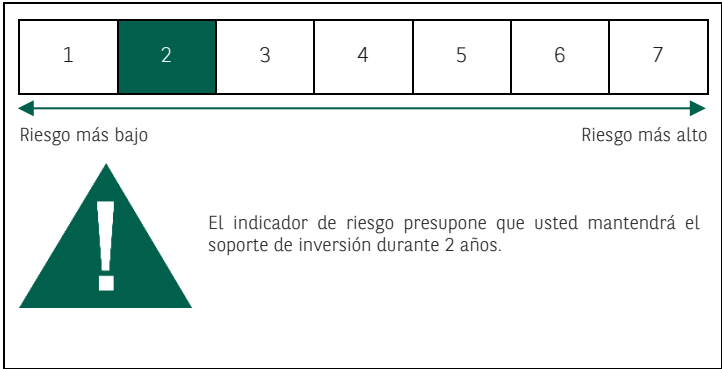 1 2 3 4 5 6 7
Riesgo más bajo Riesgo más alto
!
El indicador de riesgo presupone que usted mantendrá el
soporte de inversión durante 2 años.